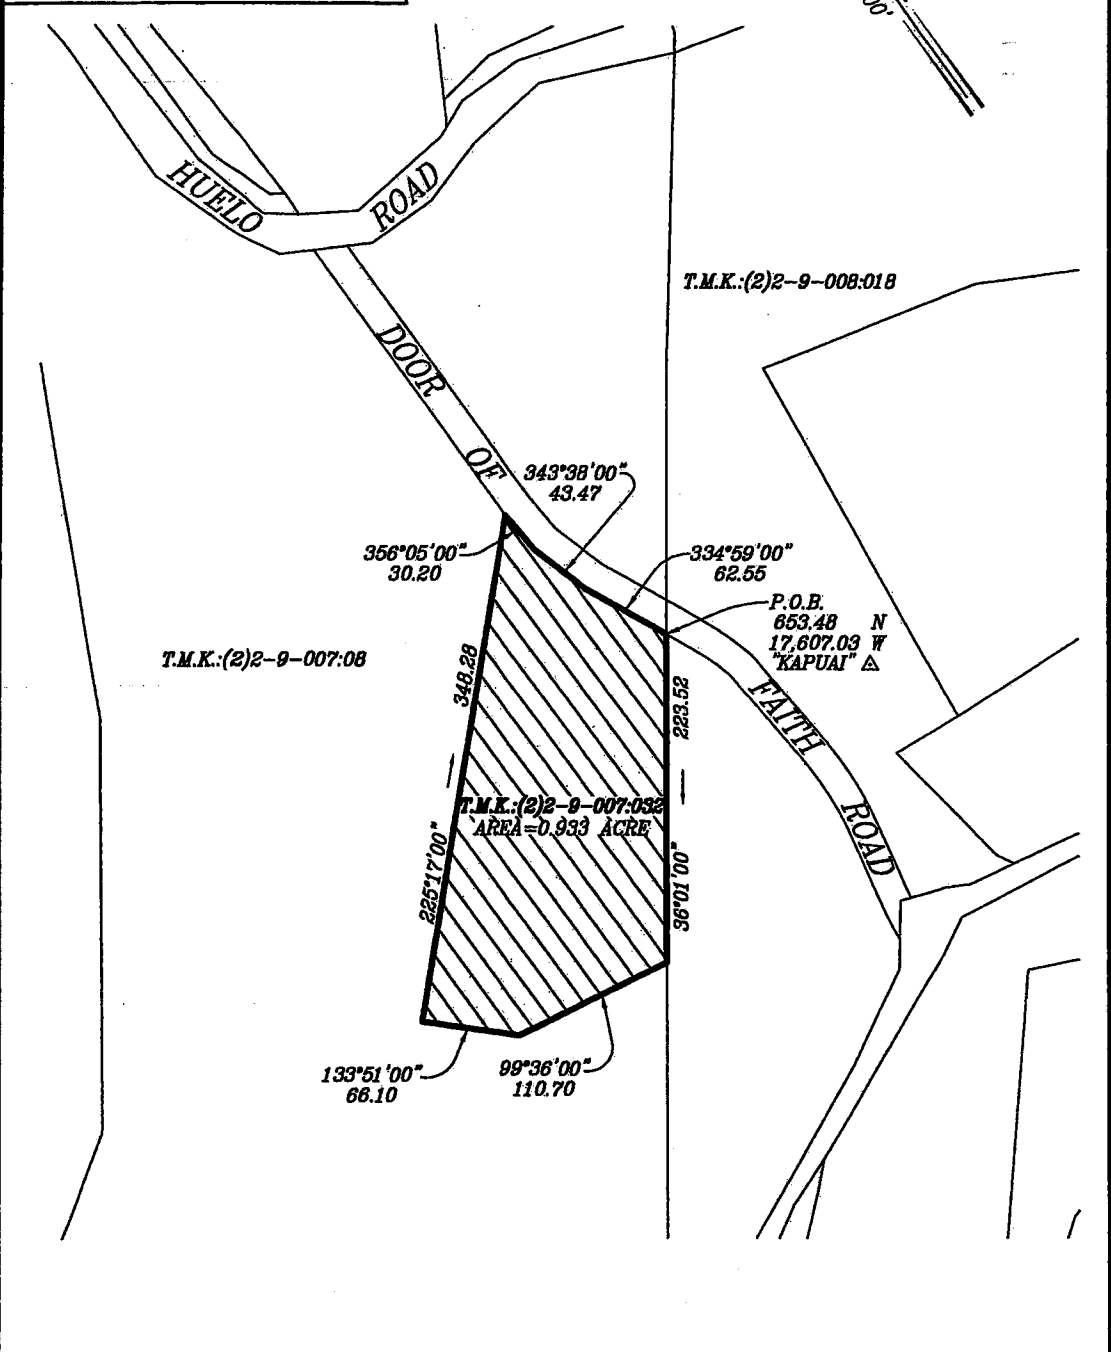 00'
HUELO
ROAD
T.M.K.:(2)2-9-008:018
DOOR
OF
343°38'00"
43.47
356°05'00"
30.20
334°59'00"
62.55
P.O.B.
653.48 N
17,607.03 W
"KAPUAI"
T.M.K.:(2)2-9-007:08
348.28
223.52
FAITH
T.M.K.:(2)2-9-007:032
AREA=0.933 ACRE
ROAD
225°17'00"
36°01'00"
99°36'00"
110.70
133°51'00"
66.10